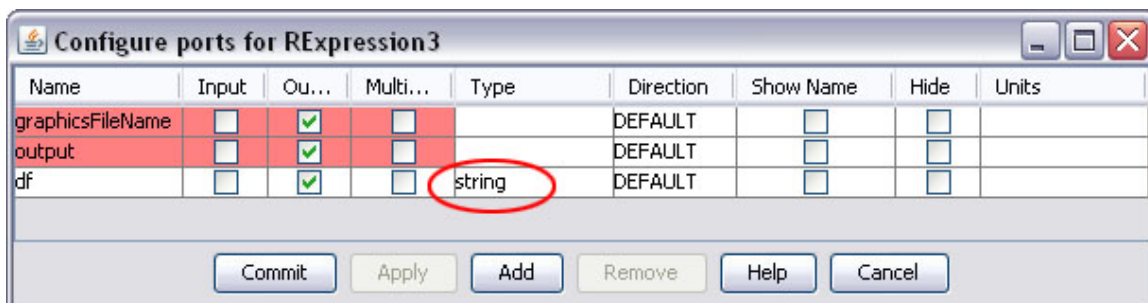 Configure ports for RExpression3
Name Input Ou... Multi... Type Direction Show Name Hide Units
graphicsFileName DEFAULT
output DEFAULT
df string DEFAULT
Commit Apply Add Remove Help Cancel